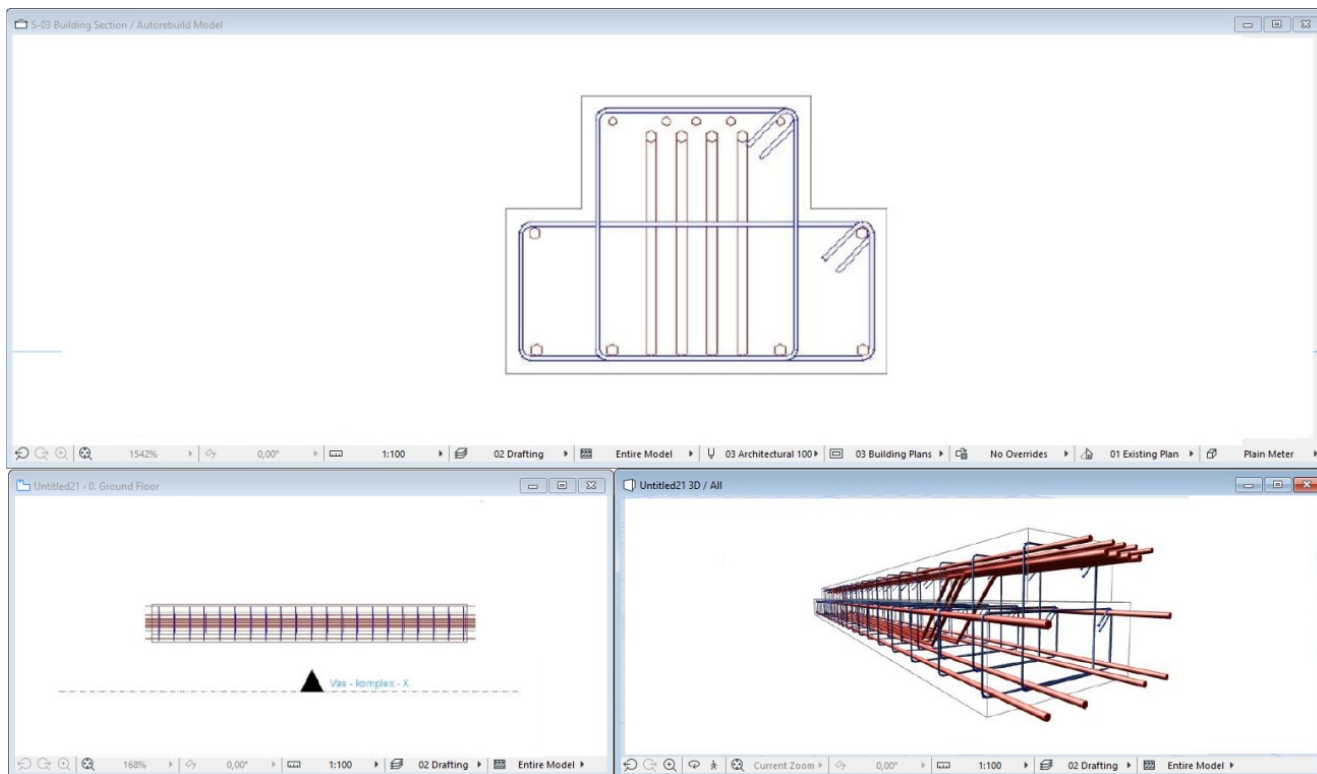 S-03 Building Section / Autorebuild Model
1542% 0,00° 1:100 02 Drafting Entire Model 03 Architectural 100 03 Building Plans No Overrides 01 Existing Plan Plain Meter
Untitled21 - 0. Ground Floor
Vas - komplex - X
168% 0,00° 1:100 02 Drafting Entire Model
Untitled21 3D / All
Current Zoom 0,00° 1:100 02 Drafting Entire Model